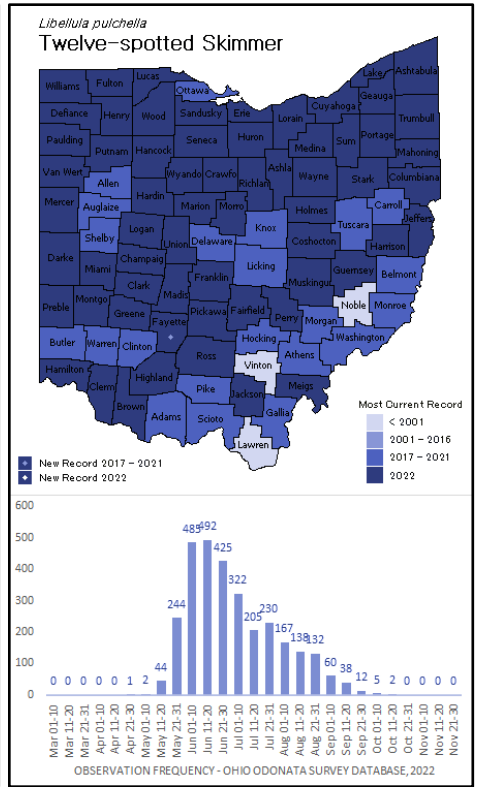 Libellula pulchella
Twelve-spotted Skimmer
Williams
Fulton
Lucas
Ottawa
Lake
Ashtabula
Geauga
Defiance
Henry
Wood
Sandusky
Erie
Lorain
Cuyahoga
Trumbull
Paulding
Putnam
Hancock
Seneca
Huron
Medina
Sum
Portage
Mahoning
Van Wert
Allen
Wyando
Crawfo
Richlan
Ashla
Wayne
Stark
Columbiana
Mercer
Auglaize
Hardin
Marion
Morro
Knox
Holmes
Tuscara
Carroll
Jeffers
Shelby
Logan
Union
Delaware
Coshocton
Harrison
Darke
Miami
Champaig
Clark
Madis
Franklin
Licking
Muskingu
Guernsey
Belmont
Preble
Montgo
Greene
Fayette
Pickawa
Fairfield
Perry
Morgan
Noble
Monroe
Butler
Warren
Clinton
Ross
Hocking
Athens
Washington
Hamilton
Clerm
Brown
Highland
Pike
Vinton
Jackson
Meigs
Adams
Scioto
Gallia
Lawren
Most Current Record
< 2001
2001 - 2016
2017 - 2021
2022
New Record 2017 - 2021
New Record 2022
600
500
400
300
200
100
0
0 0 0 0 1 2 44 244 485 492 425 322 205 230 167 138 132 60 38 12 5 2 0 0 0 0
Mar 01-10
Mar 11-20
Mar 21-31
Apr 01-10
Apr 11-20
Apr 21-30
May 01-10
May 11-20
May 21-31
Jun 01-10
Jun 11-20
Jun 21-30
Jul 01-10
Jul 11-20
Jul 21-31
Aug 01-10
Aug 11-20
Aug 21-31
Sep 01-10
Sep 11-20
Sep 21-30
Oct 01-10
Oct 11-20
Oct 21-31
Nov 01-10
Nov 11-20
Nov 21-30
OBSERVATION FREQUENCY - OHIO ODONATA SURVEY DATABASE, 2022